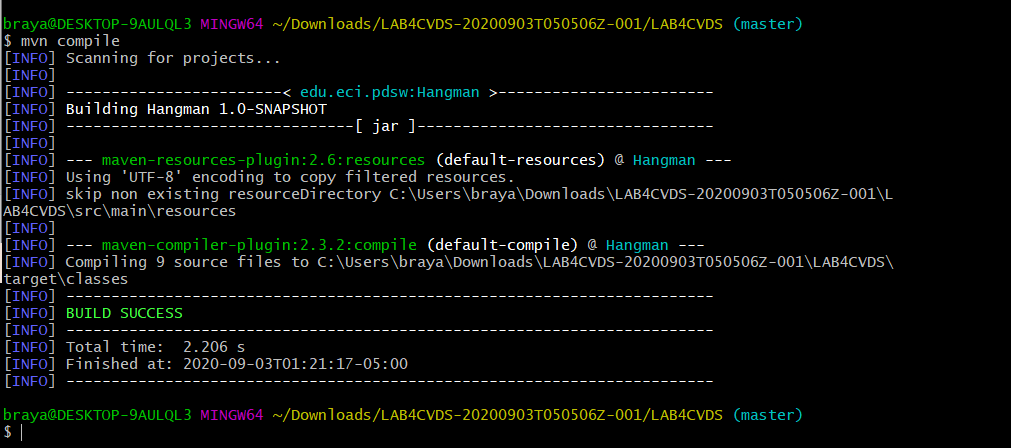 braya@DESKTOP-9AULQL3 MINGW64 ~/Downloads/LAB4CVDS-20200903T050506Z-001/LAB4CVDS (master)
$ mvn compile
[INFO] Scanning for projects...
[INFO]
[INFO] ------------------------< edu.eci.pdsw:Hangman >------------------------
[INFO] Building Hangman 1.0-SNAPSHOT
[INFO] --------------------------------[ jar ]---------------------------------
[INFO]
[INFO] --- maven-resources-plugin:2.6:resources (default-resources) @ Hangman ---
[INFO] Using 'UTF-8' encoding to copy filtered resources.
[INFO] skip non existing resourceDirectory C:\Users\braya\Downloads\LAB4CVDS-20200903T050506Z-001\L
AB4CVDS\src\main\resources
[INFO]
[INFO] --- maven-compiler-plugin:2.3.2:compile (default-compile) @ Hangman ---
[INFO] Compiling 9 source files to C:\Users\braya\Downloads\LAB4CVDS-20200903T050506Z-001\LAB4CVDS\
target\classes
[INFO] ------------------------------------------------------------------------
[INFO] BUILD SUCCESS
[INFO] ------------------------------------------------------------------------
[INFO] Total time:  2.206 s
[INFO] Finished at: 2020-09-03T01:21:17-05:00
[INFO] ------------------------------------------------------------------------
braya@DESKTOP-9AULQL3 MINGW64 ~/Downloads/LAB4CVDS-20200903T050506Z-001/LAB4CVDS (master)
$